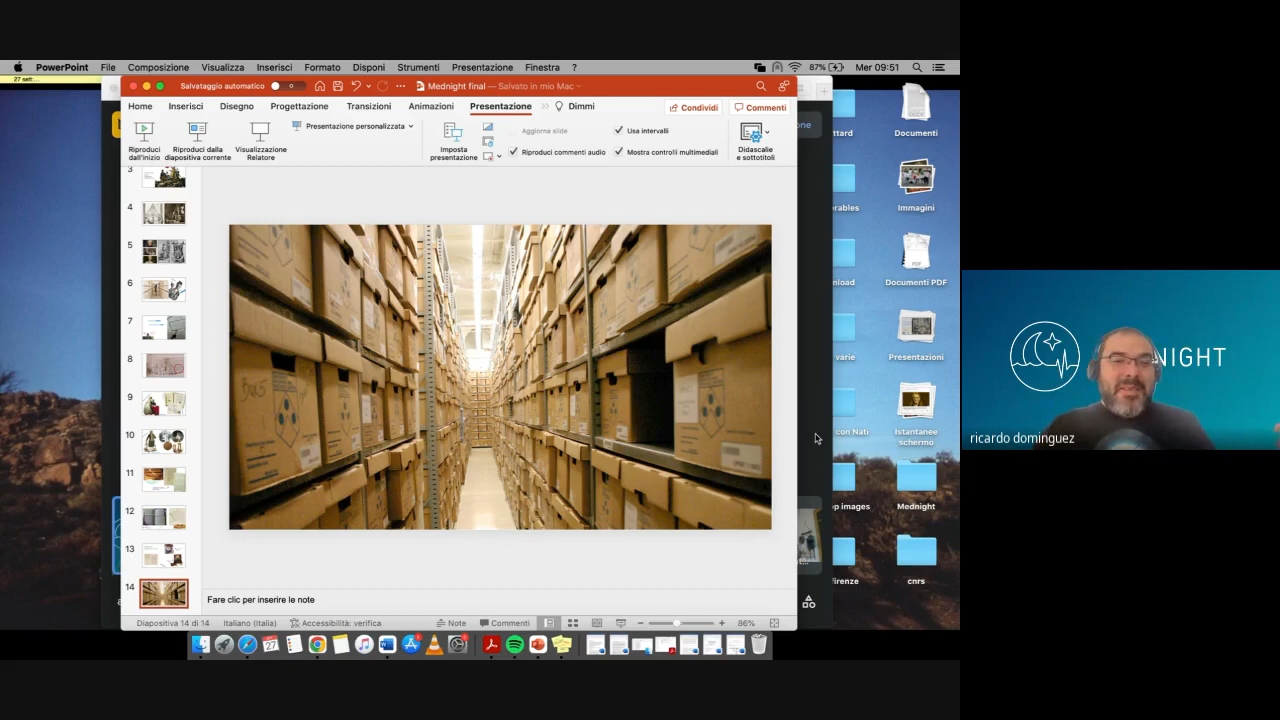 PowerPoint File Composizione Visualizza Inserisci Formato Disponi Strumenti Presentazione Finestra ? 87% Mer 09:51
27 sett...
Salvataggio automatico Mednight final — Salvato in mio Mac
Home Inserisci Disegno Progettazione Transizioni Animazioni Presentazione Dimmi Condividi Commenti
Riproduci dall'inizio
Riproduci dalla diapositiva corrente
Visualizzazione Relatore
Presentazione personalizzata
Imposta presentazione
Aggiorna slide
Riproduci commenti audio
Usa intervalli
Mostra controlli multimediali
Didascalie e sottotitoli
3
4
5
6
7
8
9
10
11
12
13
14
Fare clic per inserire le note
Diapositiva 14 di 14 Italiano (Italia) Accessibilità: verifica Note Commenti 86%
one
ttard
Documenti
Immagini
rables
nload
Documenti PDF
varie
Presentazioni
con Nati
Istantanee schermo
p images
Mednight
firenze
cnrs
27
NIGHT
ricardo dominguez